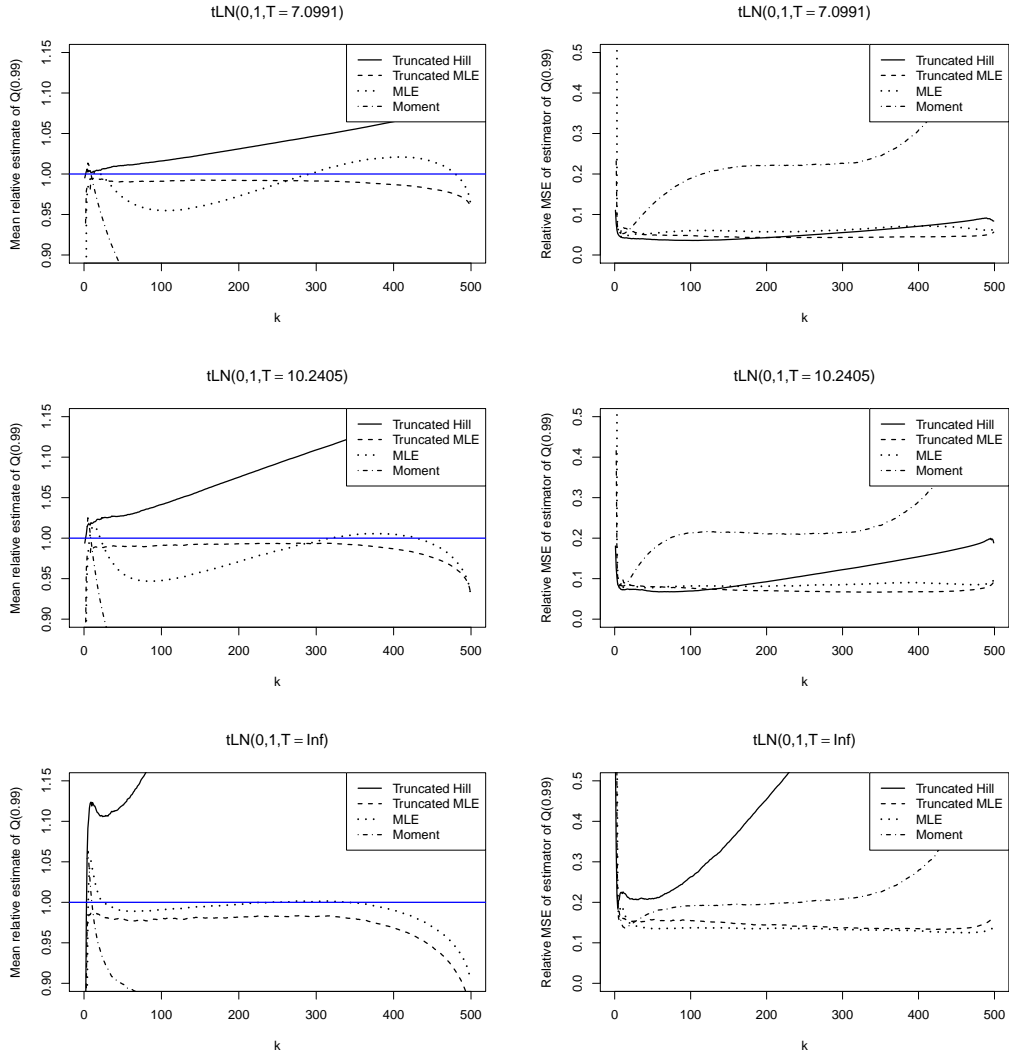 tLN(0,1,T = 7.0991)
Mean relative estimate of Q(0.99)
0.90 0.95 1.00 1.05 1.10 1.15
Truncated Hill
Truncated MLE
MLE
Moment
0 100 200 300 400 500
k
tLN(0,1,T = 7.0991)
Relative MSE of estimator of Q(0.99)
0.0 0.1 0.2 0.3 0.4 0.5
Truncated Hill
Truncated MLE
MLE
Moment
0 100 200 300 400 500
k
tLN(0,1,T = 10.2405)
Mean relative estimate of Q(0.99)
0.90 0.95 1.00 1.05 1.10 1.15
Truncated Hill
Truncated MLE
MLE
Moment
0 100 200 300 400 500
k
tLN(0,1,T = 10.2405)
Relative MSE of estimator of Q(0.99)
0.0 0.1 0.2 0.3 0.4 0.5
Truncated Hill
Truncated MLE
MLE
Moment
0 100 200 300 400 500
k
tLN(0,1,T = Inf)
Mean relative estimate of Q(0.99)
0.90 0.95 1.00 1.05 1.10 1.15
Truncated Hill
Truncated MLE
MLE
Moment
0 100 200 300 400 500
k
tLN(0,1,T = Inf)
Relative MSE of estimator of Q(0.99)
0.0 0.1 0.2 0.3 0.4 0.5
Truncated Hill
Truncated MLE
MLE
Moment
0 100 200 300 400 500
k